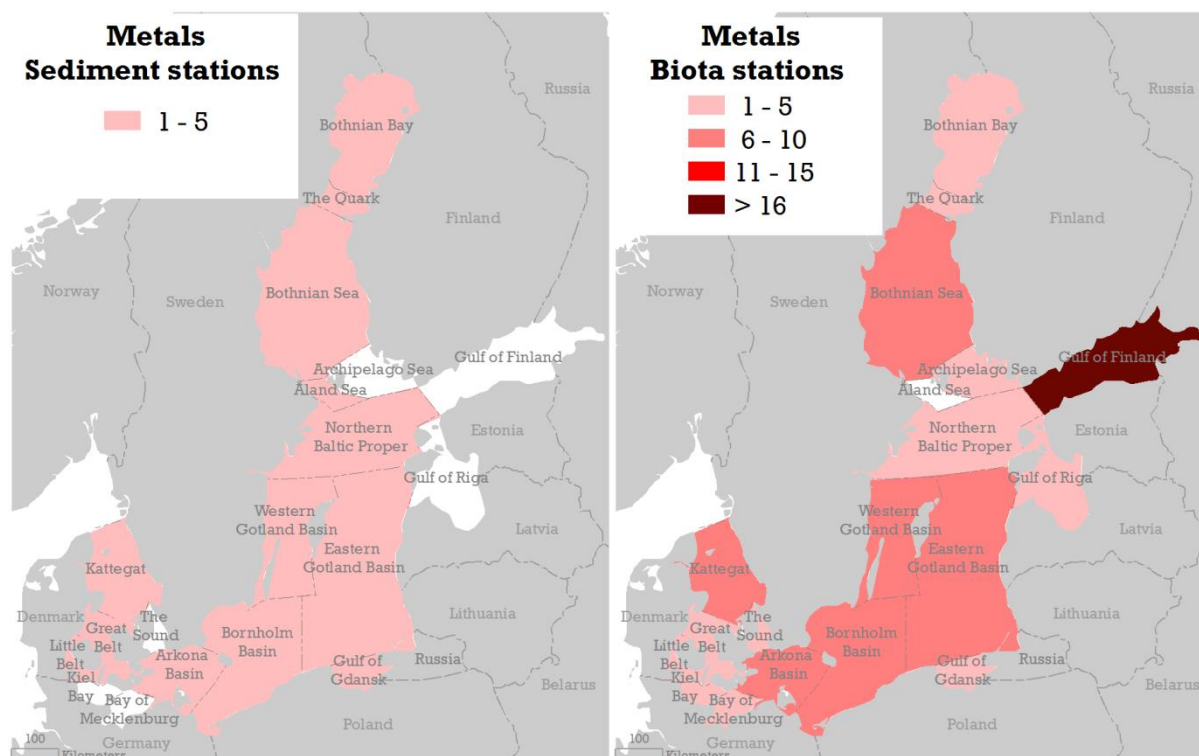 Metals
Sediment stations
1 - 5
Russia
Bothnian Bay
The Quark
Finland
Norway
Sweden
Bothnian Sea
Archipelago Sea
Åland Sea
Gulf of Finland
Northern
Baltic Proper
Estonia
Gulf of Riga
Western
Gotland Basin
Latvia
Eastern
Gotland Basin
Kattegat
Denmark
The
Sound
Great
Belt
Little
Belt
Lithuania
Bornholm
Basin
Arkona
Basin
Kiel
Bay
Bay of
Mecklenburg
Gulf of
Gdansk
Russia
Belarus
Poland
Germany
100
Kilometers
Metals
Biota stations
1 - 5
6 - 10
11 - 15
> 16
Russia
Bothnian Bay
The Quark
Finland
Norway
Sweden
Bothnian Sea
Archipelago Sea
Åland Sea
Gulf of Finland
Northern
Baltic Proper
Estonia
Gulf of Riga
Western
Gotland Basin
Latvia
Eastern
Gotland Basin
Kattegat
Denmark
The
Sound
Great
Belt
Little
Belt
Lithuania
Bornholm
Basin
Arkona
Basin
Kiel
Bay
Bay of
Mecklenburg
Gulf of
Gdansk
Russia
Belarus
Poland
Germany
100
Kilometers